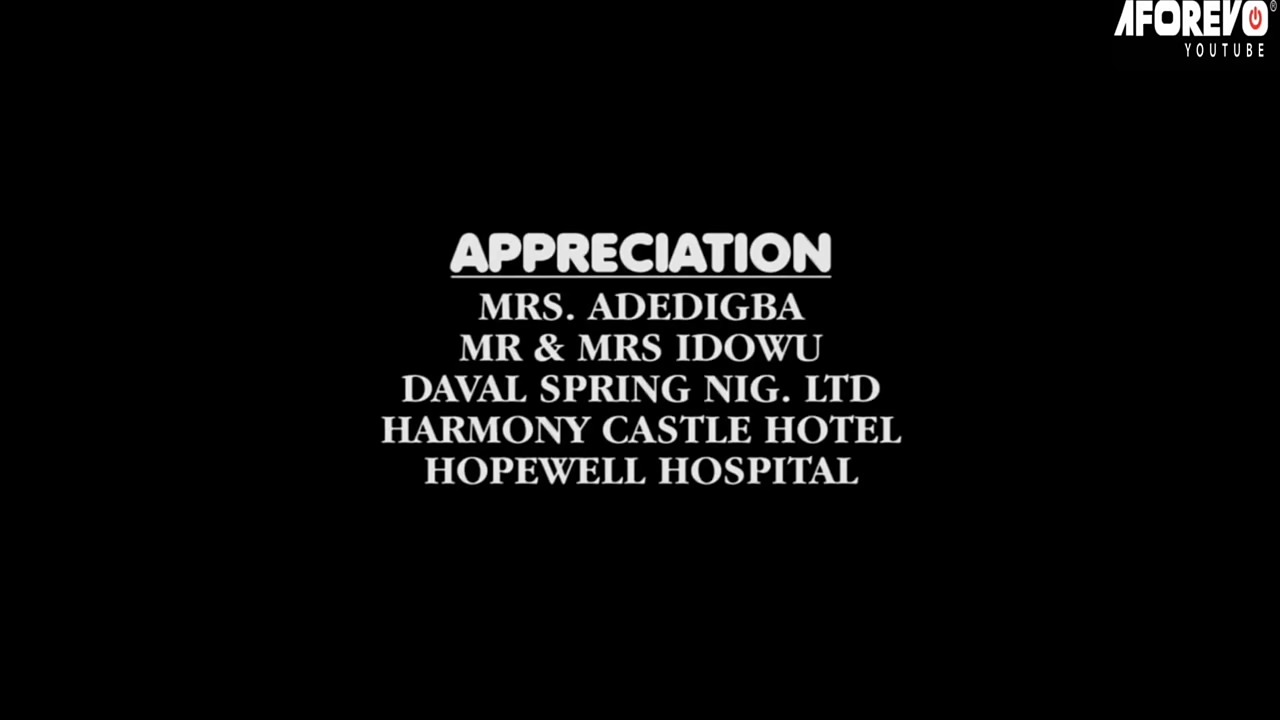 AFOREVO®
YOUTUBE
APPRECIATION
MRS. ADEDIGBA
MR & MRS IDOWU
DAVAL SPRING NIG. LTD
HARMONY CASTLE HOTEL
HOPEWELL HOSPITAL